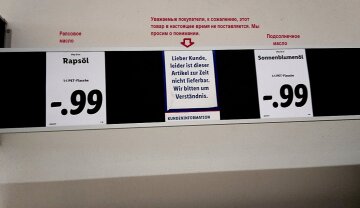 Рапсовое
масло
Уважаемые покупатели, к сожалению, этот
товар в настоящее время не поставляется. Мы
просим о понимании.
Подсолничное
масло
Rapsöl
1-l-PET-Flasche
-.99
Lieber Kunde,
leider ist dieser
Artikel zur Zeit
nicht lieferbar.
Wir bitten um
Verständnis.
KUNDENINFORMATION
Sonnenblumenöl
1-l-PET-Flasche
-.99